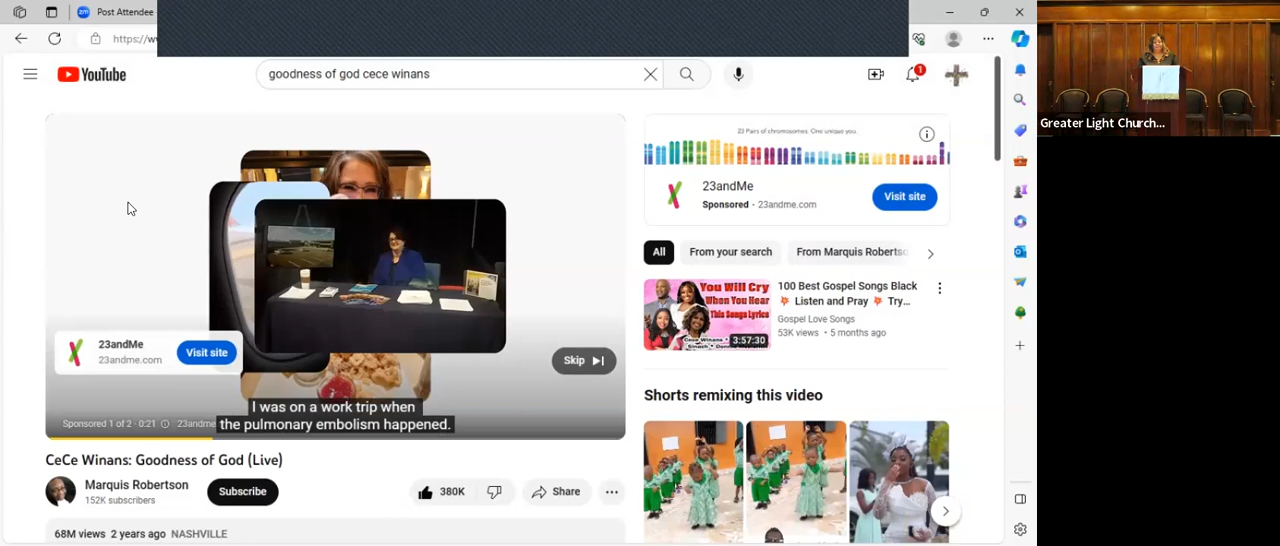 Post Attendee -
https://w
YouTube
goodness of god cece winans
1
Greater Light Church...
23 Pairs of chromosomes. One unique you.
23andMe
Sponsored · 23andme.com
Visit site
All
From your search
From Marquis Robertso
23andMe
23andme.com
Visit site
Skip
I was on a work trip when
the pulmonary embolism happened.
Sponsored 1 of 2 · 0:21
23andme
You Will Cry
When You Hear
This Songs Lyrics
3:57:30
100 Best Gospel Songs Black
Listen and Pray
Try...
Gospel Love Songs
53K views • 5 months ago
Shorts remixing this video
CeCe Winans: Goodness of God (Live)
Marquis Robertson
152K subscribers
Subscribe
380K
Share
68M views 2 years ago NASHVILLE